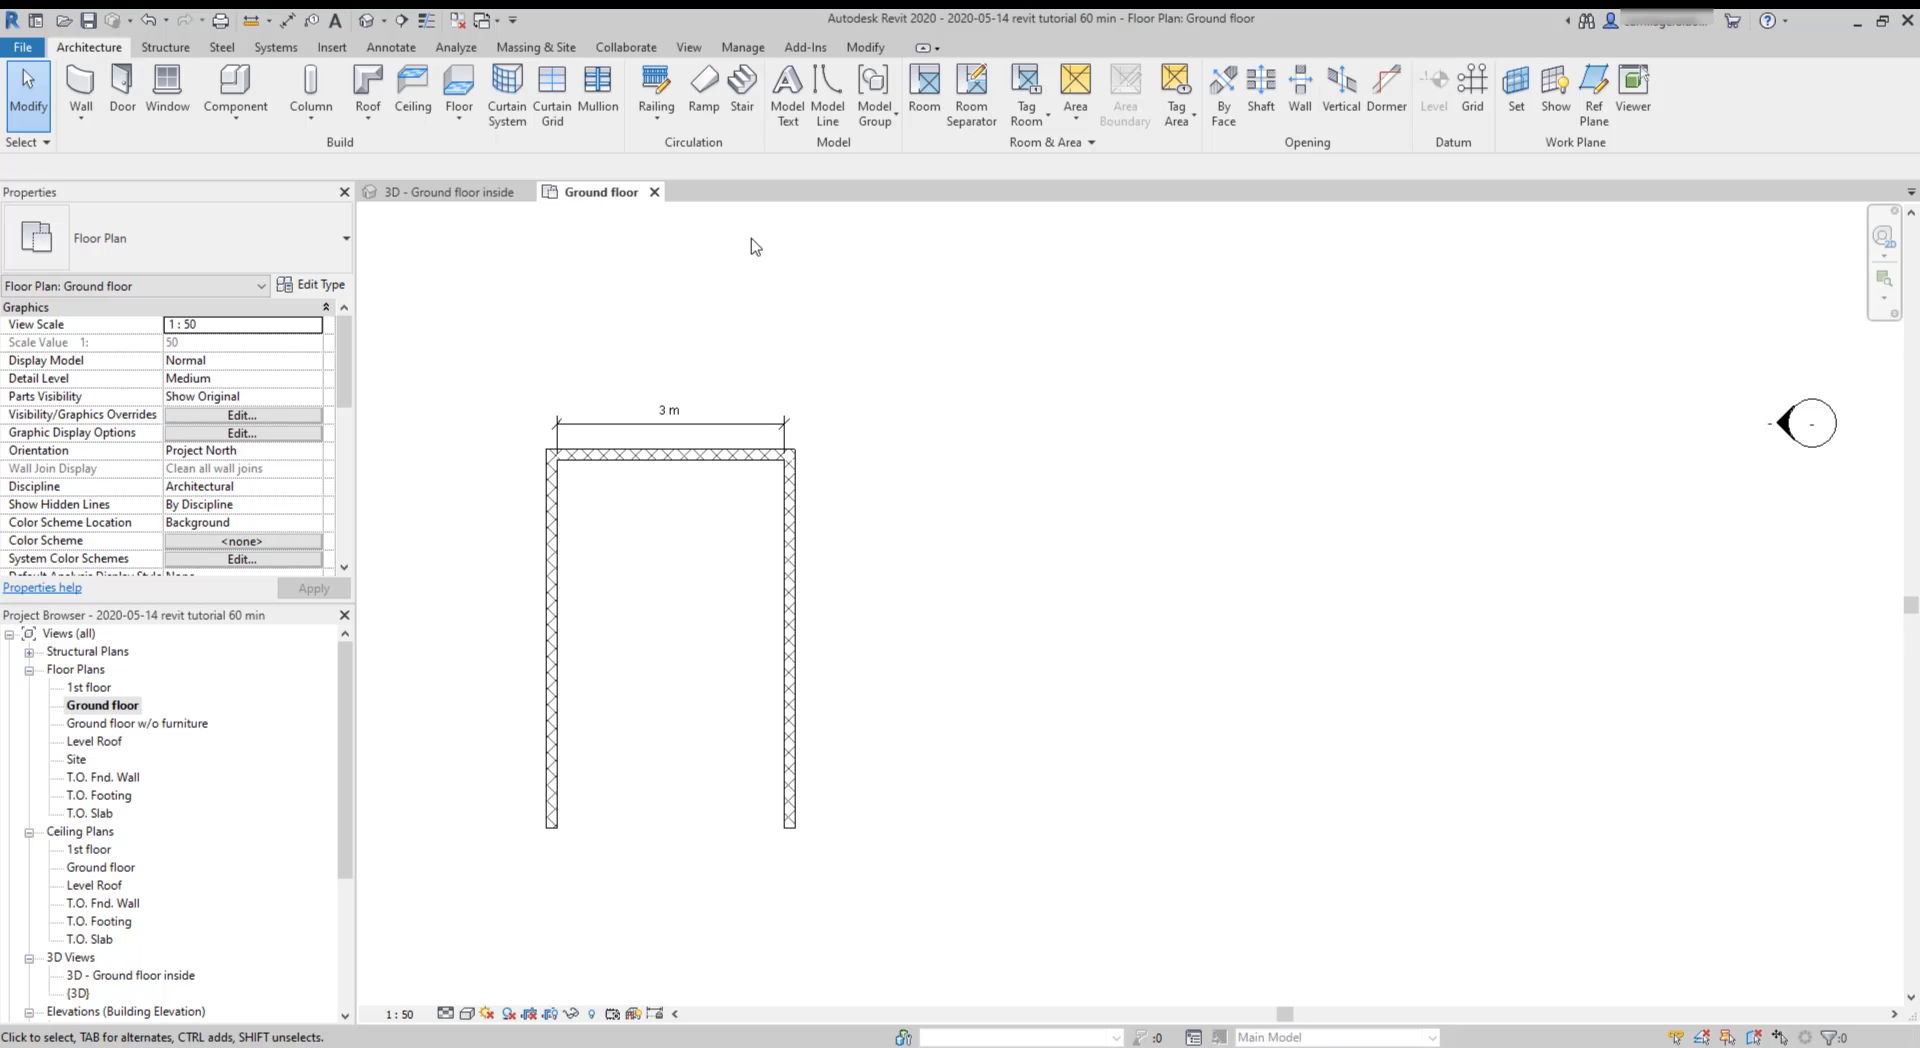 Autodesk Revit 2020 - 2020-05-14 revit tutorial 60 min - Floor Plan: Ground floor
File Architecture Structure Steel Systems Insert Annotate Analyze Massing & Site Collaborate View Manage Add-Ins Modify
Modify Wall Door Window Component Column Roof Ceiling Floor Curtain System Curtain Grid Mullion Railing Ramp Stair Model Text Model Line Model Group Room Room Separator Tag Room Area Area Boundary Tag Area By Face Shaft Wall Vertical Dormer Level Grid Set Show Ref Plane Viewer
Select Build Circulation Model Room & Area Opening Datum Work Plane
Properties
3D - Ground floor inside
Ground floor
Floor Plan
Floor Plan: Ground floor
Edit Type
Graphics
View Scale 1 : 50
Scale Value 1: 50
Display Model Normal
Detail Level Medium
Parts Visibility Show Original
Visibility/Graphics Overrides Edit...
Graphic Display Options Edit...
Orientation Project North
Wall Join Display Clean all wall joins
Discipline Architectural
Show Hidden Lines By Discipline
Color Scheme Location Background
Color Scheme <none>
System Color Schemes Edit...
Default Analysis Display Style None
Properties help
Apply
Project Browser - 2020-05-14 revit tutorial 60 min
Views (all)
Structural Plans
Floor Plans
1st floor
Ground floor
Ground floor w/o furniture
Level Roof
Site
T.O. Fnd. Wall
T.O. Footing
T.O. Slab
Ceiling Plans
1st floor
Ground floor
Level Roof
T.O. Fnd. Wall
T.O. Footing
T.O. Slab
3D Views
3D - Ground floor inside
{3D}
Elevations (Building Elevation)
3 m
- -
2D
1 : 50
Click to select, TAB for alternates, CTRL adds, SHIFT unselects.
:0
Main Model
:0